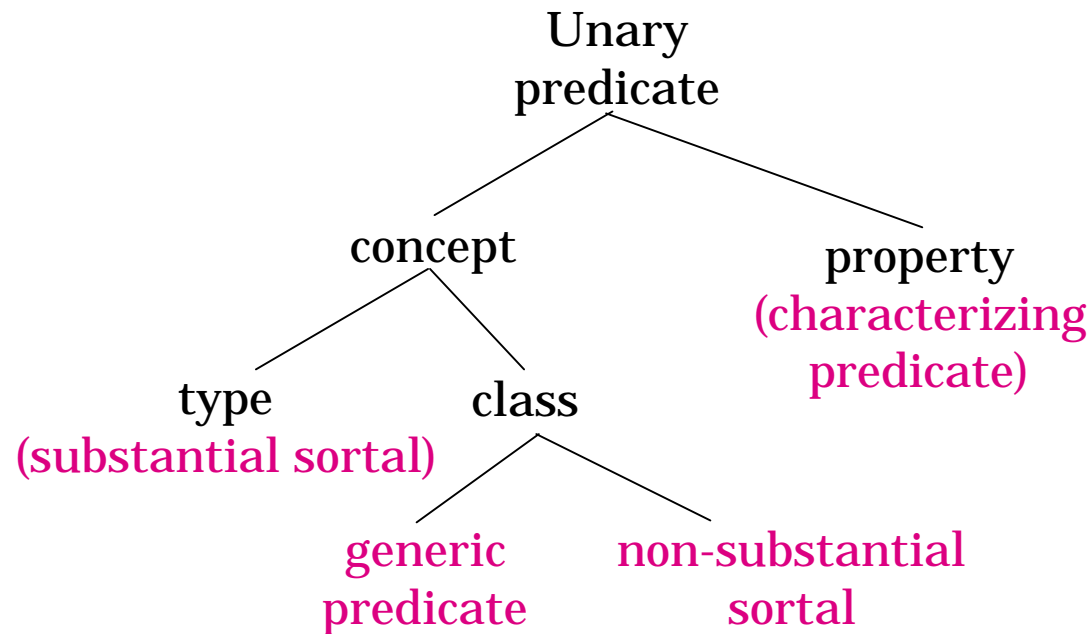 Unary
predicate
concept
property
(characterizing
predicate)
type
class
(substantial sortal)
generic
predicate
non-substantial
sortal